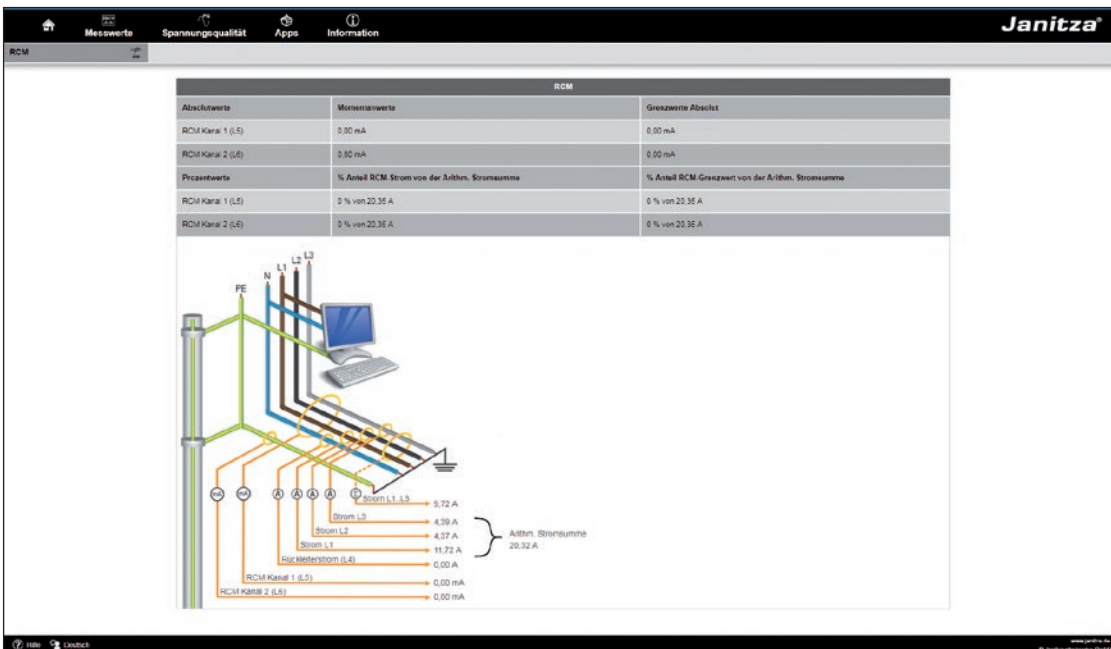 Messwerte Spannungsqualität Apps Information Janitza®
RCM
RCM
Absolutwerte Momentanwerte Grenzwerte Absolut
RCM Kanal 1 (L5) 0,00 mA 0,00 mA
RCM Kanal 2 (L6) 0,00 mA 0,00 mA
Prozentwerte % Anteil RCM-Strom von der Arithm. Stromsumme % Anteil RCM-Grenzwert von der Arithm. Stromsumme
RCM Kanal 1 (L5) 0 % von 20,35 A 0 % von 20,35 A
RCM Kanal 2 (L6) 0 % von 20,35 A 0 % von 20,35 A
PE N L1 L2 L3
mA mA A A A A Σ
Strom L1..L3 5,72 A
Strom L3 4,39 A
Strom L2 4,37 A
Strom L1 11,72 A
Arithm. Stromsumme
20,32 A
Rückleiterstrom (L4) 0,00 A
RCM Kanal 1 (L5) 0,00 mA
RCM Kanal 2 (L6) 0,00 mA
Hilfe Deutsch www.janitza.de